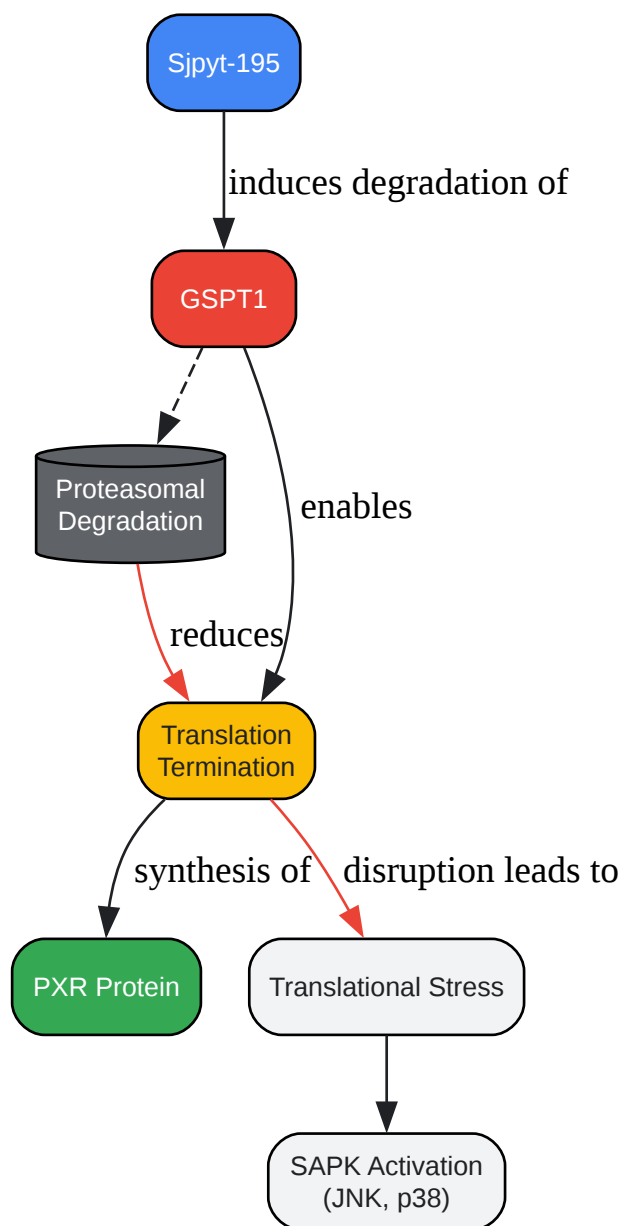 Sjpyt-195
induces degradation of
GSPT1
Proteasomal
Degradation
enables
reduces
Translation
Termination
synthesis of
disruption leads to
PXR Protein
Translational Stress
SAPK Activation
(JNK, p38)